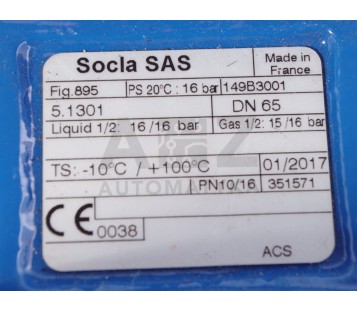 Socla SAS
Made in
France
Fig.895 PS 20°C : 16 bar 149B3001
5.1301 DN 65
Liquid 1/2: 16/16 bar Gas 1/2: 15/16 bar
TS: -10°C / +100°C 01/2017
PN10/16 351571
CE 0038
ACS
AUTOMA